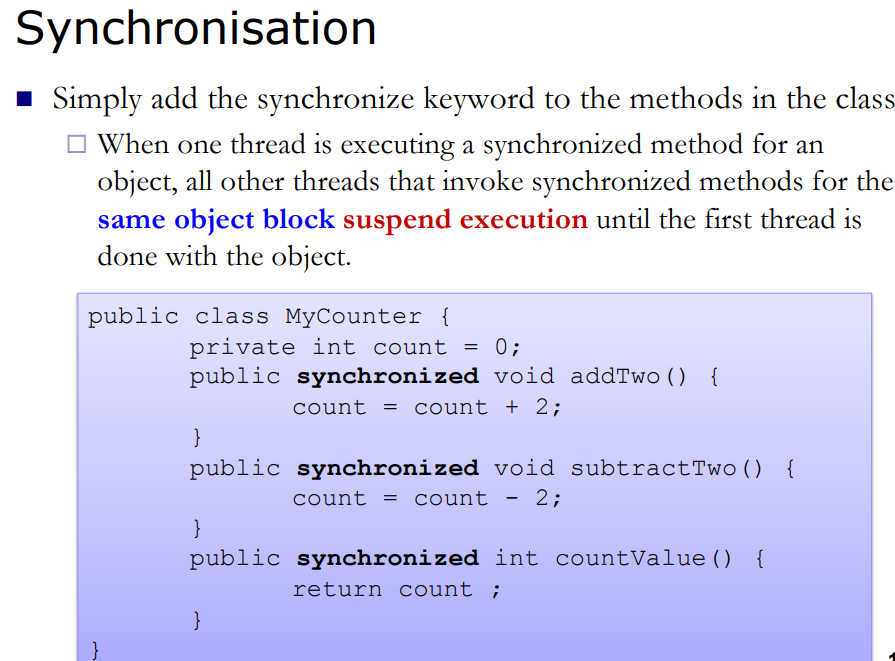 Synchronisation
Simply add the synchronize keyword to the methods in the class
When one thread is executing a synchronized method for an
object, all other threads that invoke synchronized methods for the
same object block suspend execution until the first thread is
done with the object.
public class MyCounter {
private int count = 0;
public synchronized void addTwo() {
count = count + 2;
}
public synchronized void subtractTwo() {
count = count - 2;
}
public synchronized int countValue() {
return count ;
}
}